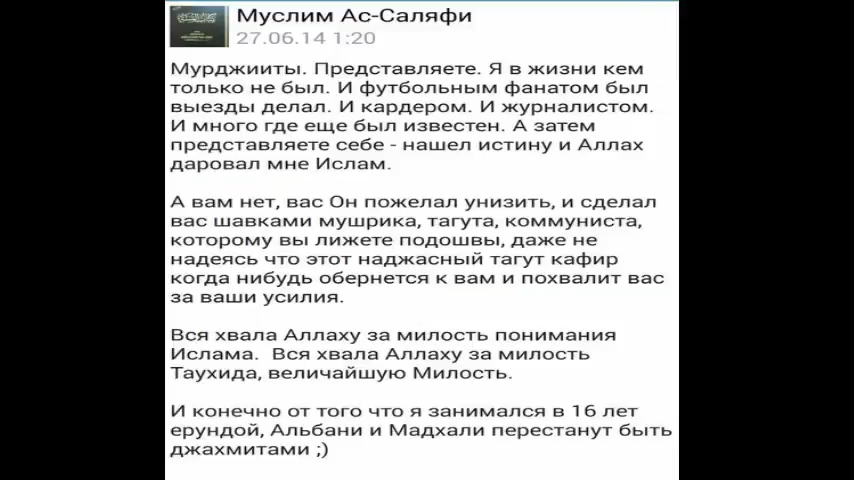 Муслим Ас-Саляфи
27.06.14 1:20
Мурджииты. Представляете. Я в жизни кем
только не был. И футбольным фанатом был
выезды делал. И кардером. И журналистом.
И много где еще был известен. А затем
представляете себе - нашел истину и Аллах
даровал мне Ислам.
А вам нет, вас Он пожелал унизить, и сделал
вас шавками мушрика, тагута, коммуниста,
которому вы лижете подошвы, даже не
надеясь что этот наджасный тагут кафир
когда нибудь обернется к вам и похвалит вас
за ваши усилия.
Вся хвала Аллаху за милость понимания
Ислама. Вся хвала Аллаху за милость
Таухида, величайшую Милость.
И конечно от того что я занимался в 16 лет
ерундой, Альбани и Мадхали перестанут быть
джахмитами ;)